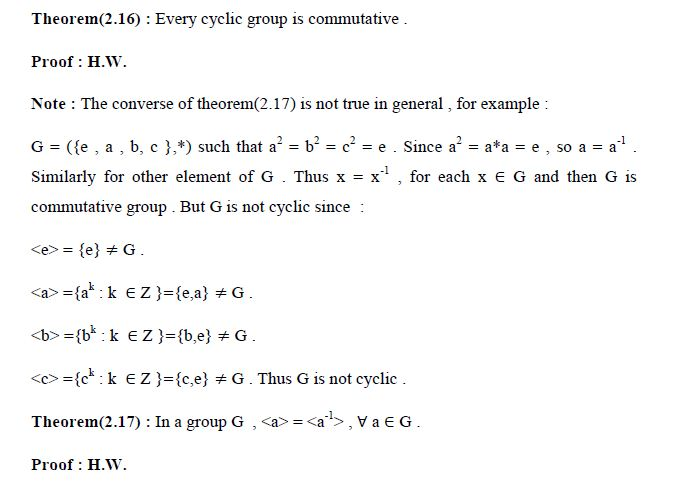 Theorem(2.16) : Every cyclic group is commutative .
Proof : H.W.
Note : The converse of theorem(2.17) is not true in general , for example :
G = ({e , a , b, c },*) such that a² = b² = c² = e . Since a² = a*a = e , so a = a⁻¹ .
Similarly for other element of G . Thus x = x⁻¹ , for each x ∈ G and then G is
commutative group . But G is not cyclic since :
<e> = {e} ≠ G .
<a> ={aᵏ : k ∈ Z }={e,a} ≠ G .
<b> ={bᵏ : k ∈ Z }={b,e} ≠ G .
<c> ={cᵏ : k ∈ Z }={c,e} ≠ G . Thus G is not cyclic .
Theorem(2.17) : In a group G , <a> = <a⁻¹> , ∀ a ∈ G .
Proof : H.W.